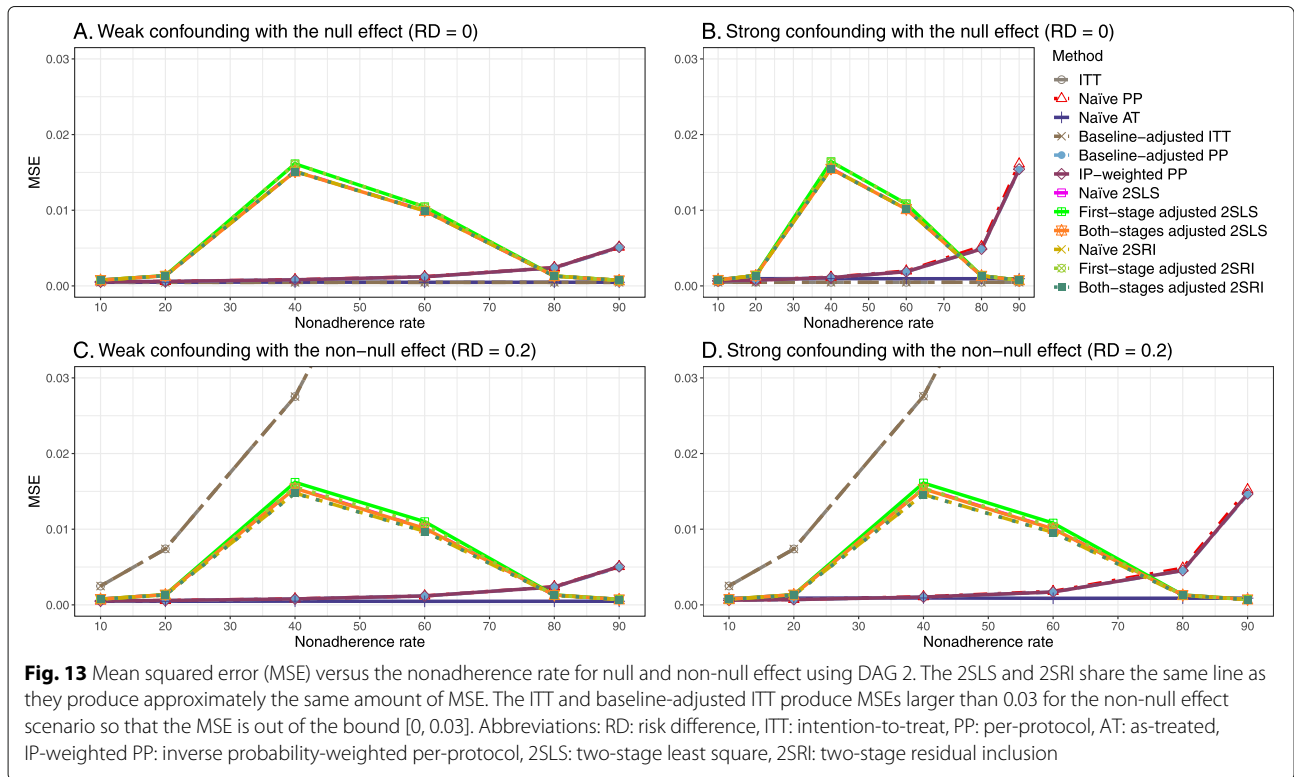 A. Weak confounding with the null effect (RD = 0)
0.03
0.02
0.01
0.00
MSE
10 20 30 40 50 60 70 80 90
Nonadherence rate
B. Strong confounding with the null effect (RD = 0)
0.03
0.02
0.01
0.00
10 20 30 40 50 60 70 80 90
Nonadherence rate
Method
ITT
Naïve PP
Naïve AT
Baseline−adjusted ITT
Baseline−adjusted PP
IP−weighted PP
Naïve 2SLS
First−stage adjusted 2SLS
Both−stages adjusted 2SLS
Naïve 2SRI
First−stage adjusted 2SRI
Both−stages adjusted 2SRI
C. Weak confounding with the non−null effect (RD = 0.2)
0.03
0.02
0.01
0.00
MSE
10 20 30 40 50 60 70 80 90
Nonadherence rate
D. Strong confounding with the non−null effect (RD = 0.2)
0.03
0.02
0.01
0.00
10 20 30 40 50 60 70 80 90
Nonadherence rate
Fig. 13 Mean squared error (MSE) versus the nonadherence rate for null and non-null effect using DAG 2. The 2SLS and 2SRI share the same line as
they produce approximately the same amount of MSE. The ITT and baseline-adjusted ITT produce MSEs larger than 0.03 for the non-null effect
scenario so that the MSE is out of the bound [0, 0.03]. Abbreviations: RD: risk difference, ITT: intention-to-treat, PP: per-protocol, AT: as-treated,
IP-weighted PP: inverse probability-weighted per-protocol, 2SLS: two-stage least square, 2SRI: two-stage residual inclusion